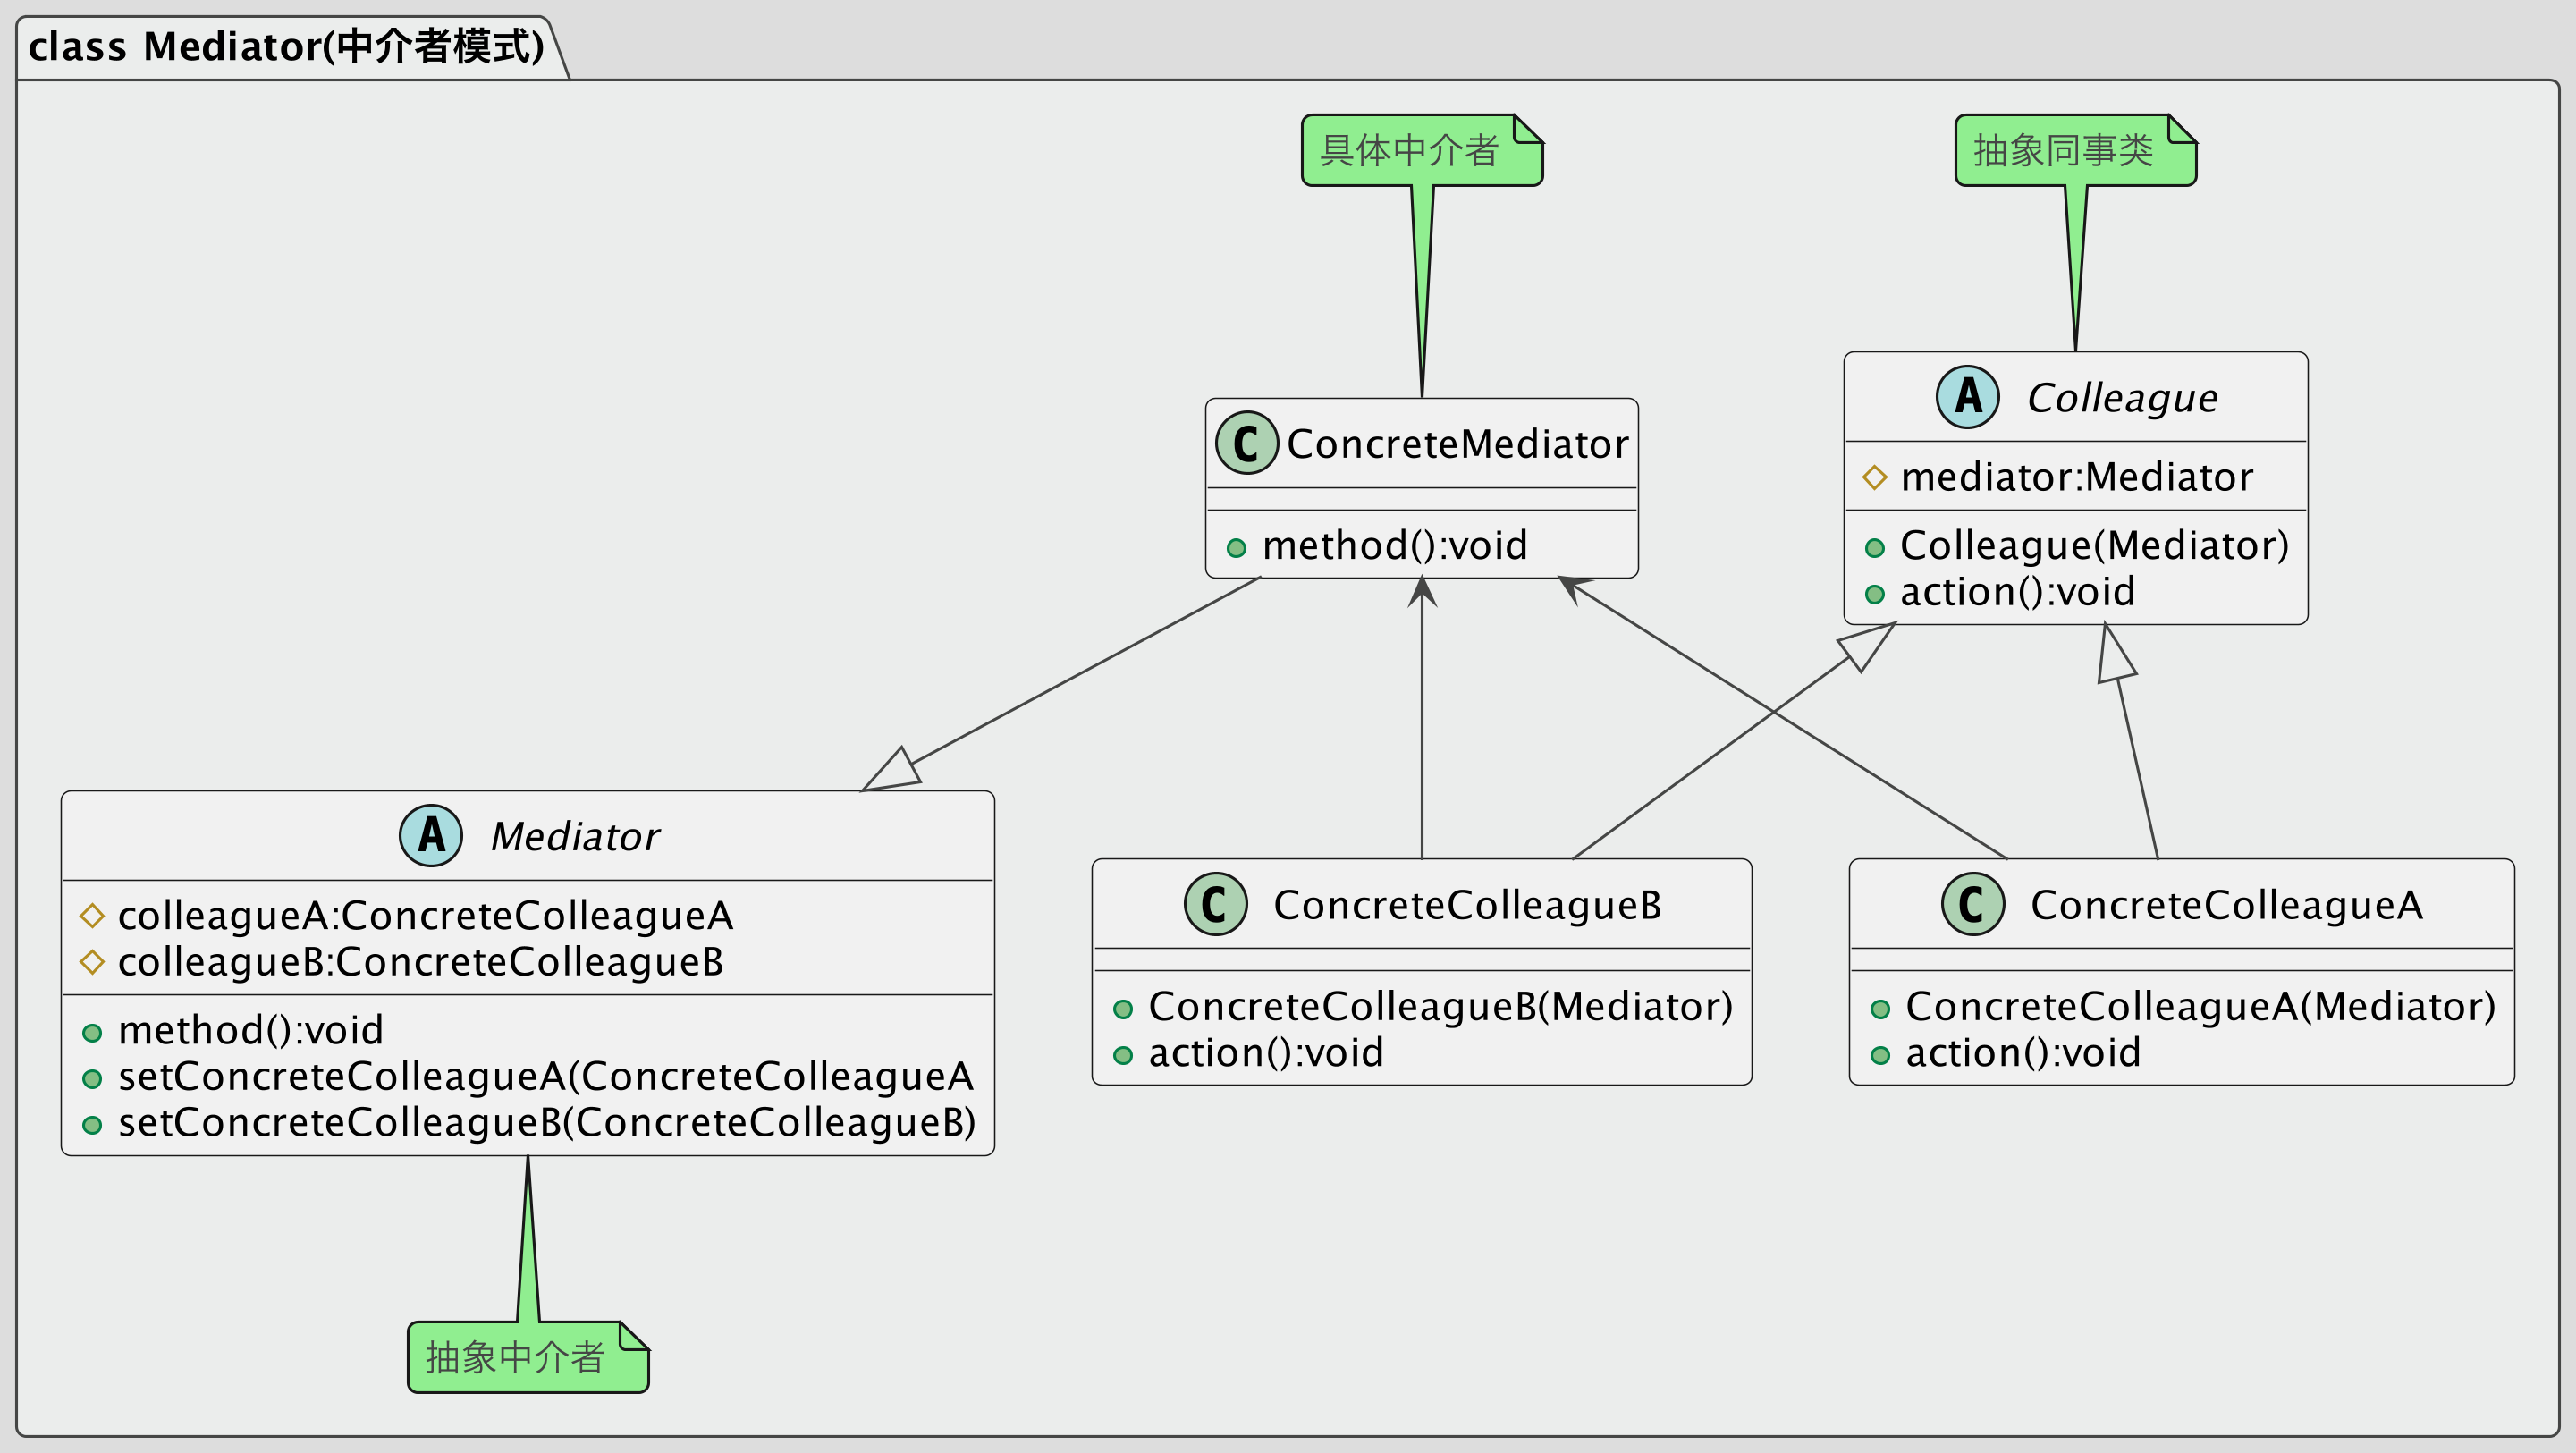 class Mediator(中介者模式)
具体中介者
抽象同事类
C ConcreteMediator
method():void
A Colleague
mediator:Mediator
Colleague(Mediator)
action():void
A Mediator
colleagueA:ConcreteColleagueA
colleagueB:ConcreteColleagueB
method():void
setConcreteColleagueA(ConcreteColleagueA
setConcreteColleagueB(ConcreteColleagueB)
C ConcreteColleagueB
ConcreteColleagueB(Mediator)
action():void
C ConcreteColleagueA
ConcreteColleagueA(Mediator)
action():void
抽象中介者